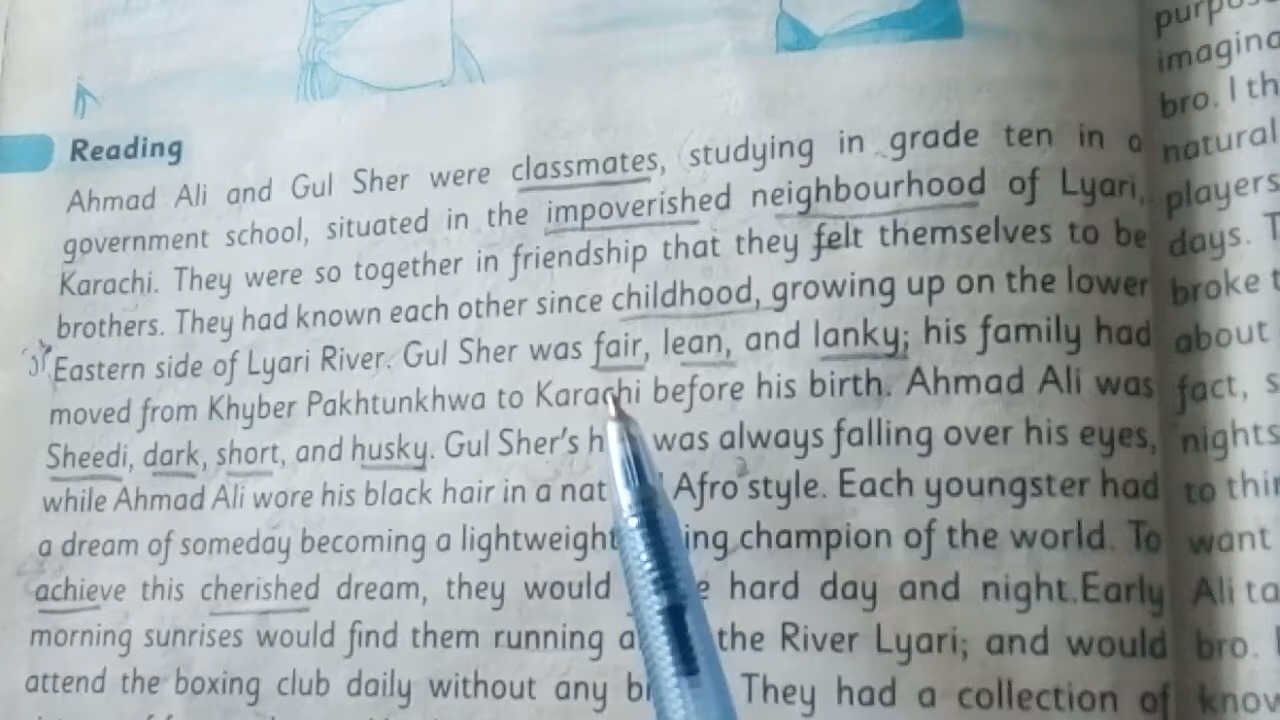 Reading
Ahmad Ali and Gul Sher were classmates, studying in grade ten in a
government school, situated in the impoverished neighbourhood of Lyari,
Karachi. They were so together in friendship that they felt themselves to be
brothers. They had known each other since childhood, growing up on the lower
Eastern side of Lyari River. Gul Sher was fair, lean, and lanky; his family had
moved from Khyber Pakhtunkhwa to Karachi before his birth. Ahmad Ali was
Sheedi, dark, short, and husky. Gul Sher's was always falling over his eyes,
while Ahmad Ali wore his black hair in a Afro style. Each youngster had
a dream of someday becoming a lightweight champion of the world. To
achieve this cherished dream, they would hard day and night.Early
morning sunrises would find them running the River Lyari; and would
attend the boxing club daily without any They had a collection of
imagina
bro. I th
natural
players
days. T
broke t
about
fact, s
nights
to thin
want
Ali ta
bro.
know